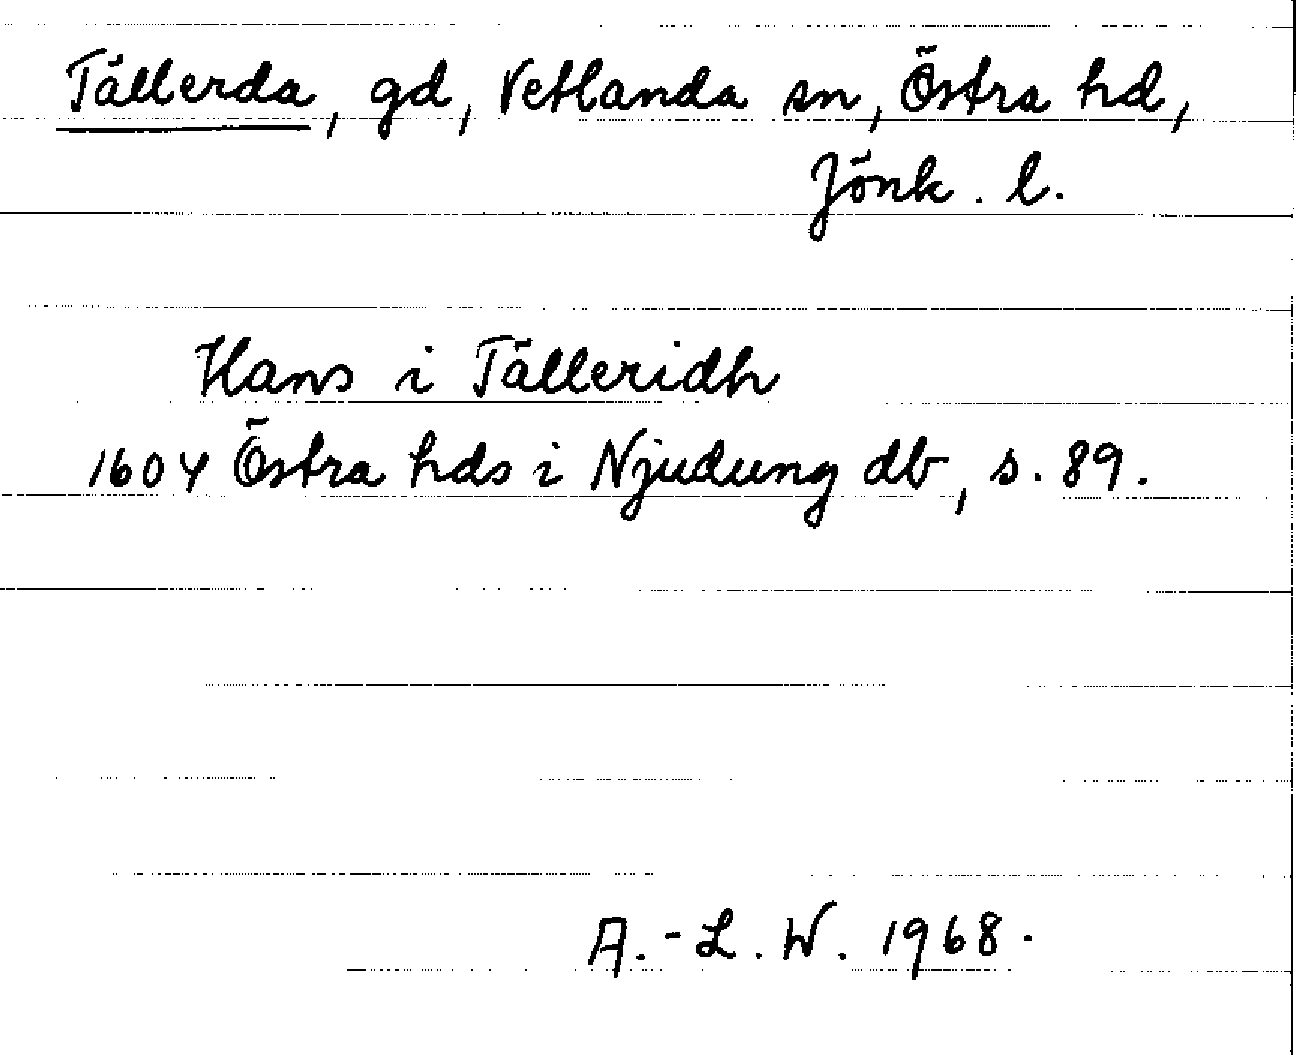 Tällerda, gd, Vetlanda sn, Östra hd,
Jönk. l.
Hans i Tälleridh
1604 Östra hds i Njudung db, s. 89.
A.-L. W. 1968.